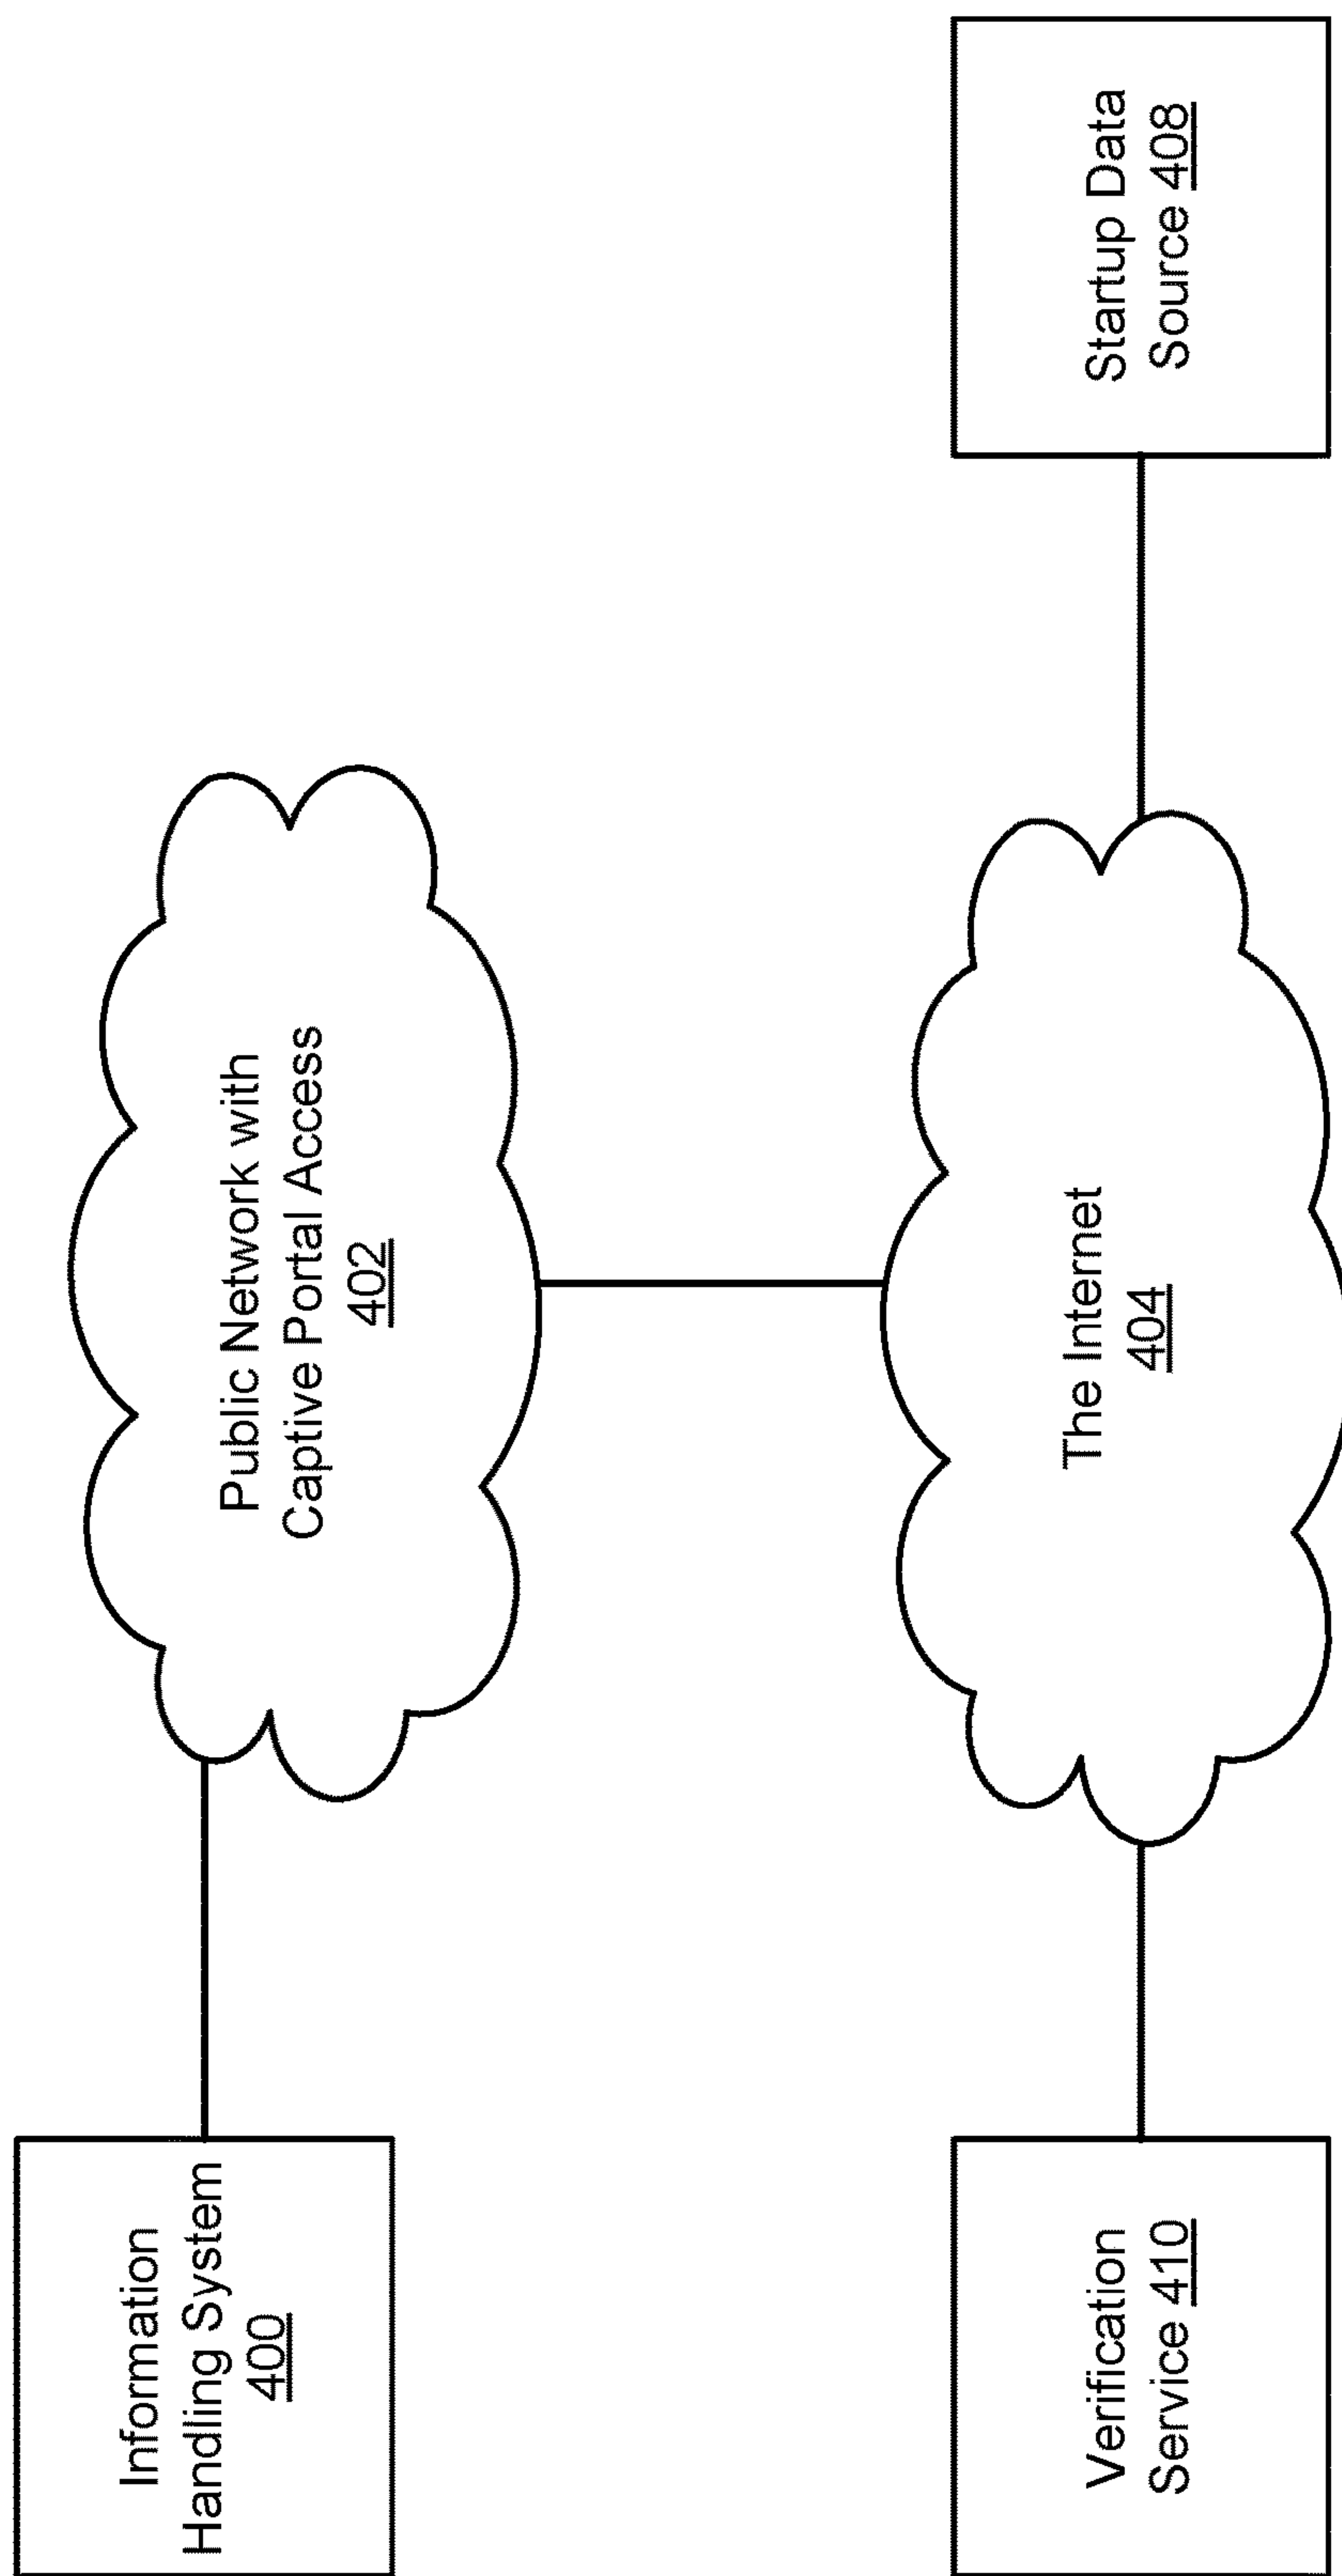 Information
Handling System
400
Public Network with
Captive Portal Access
402
Verification
Service 410
The Internet
404
Startup Data
Source 408